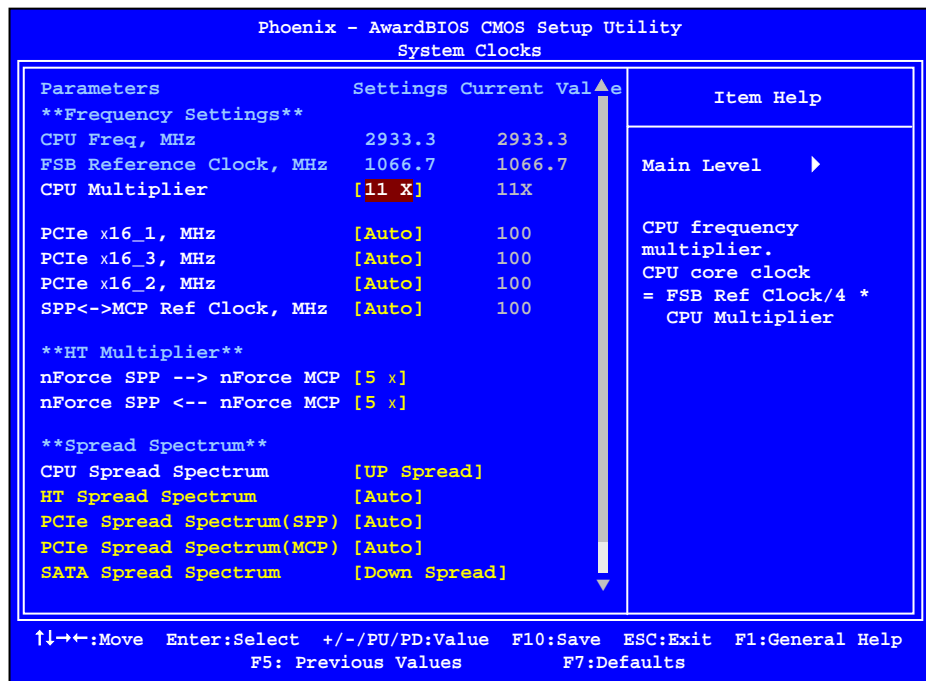 Phoenix – AwardBIOS CMOS Setup Utility
System Clocks
Parameters Settings Current Val e
**Frequency Settings**
CPU Freq, MHz 2933.3 2933.3
FSB Reference Clock, MHz 1066.7 1066.7
CPU Multiplier [11 X] 11X
PCIe x16_1, MHz [Auto] 100
PCIe x16_3, MHz [Auto] 100
PCIe x16_2, MHz [Auto] 100
SPP<->MCP Ref Clock, MHz [Auto] 100
**HT Multiplier**
nForce SPP --> nForce MCP [5 x]
nForce SPP <-- nForce MCP [5 x]
**Spread Spectrum**
CPU Spread Spectrum [UP Spread]
HT Spread Spectrum [Auto]
PCIe Spread Spectrum(SPP) [Auto]
PCIe Spread Spectrum(MCP) [Auto]
SATA Spread Spectrum [Down Spread]
Item Help
Main Level
CPU frequency
multiplier.
CPU core clock
= FSB Ref Clock/4 *
CPU Multiplier
↑↓→←:Move Enter:Select +/-/PU/PD:Value F10:Save ESC:Exit F1:General Help
F5: Previous Values F7:Defaults